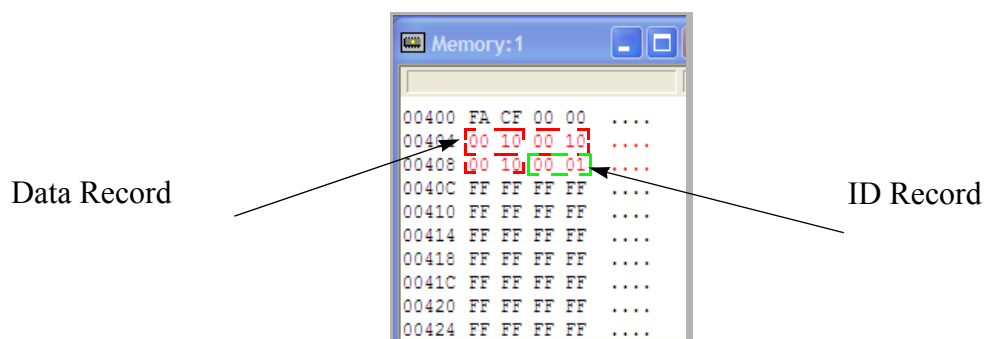 Memory:1
00400 FA CF 00 00 ....
00404 00 10 00 10 ....
00408 00 10 00 01 ....
0040C FF FF FF FF ....
00410 FF FF FF FF ....
00414 FF FF FF FF ....
00418 FF FF FF FF ....
0041C FF FF FF FF ....
00420 FF FF FF FF ....
00424 FF FF FF FF ....
Data Record
ID Record